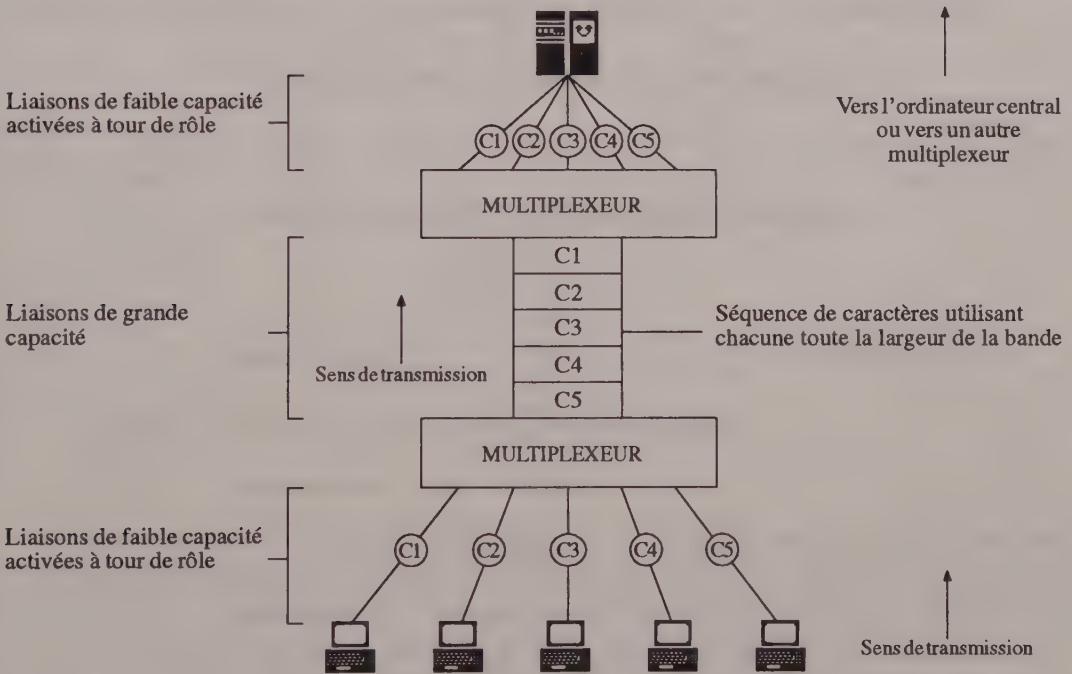 Liaisons de faible capacité
activées à tour de rôle
Vers l'ordinateur central
ou vers un autre
multiplexeur
C1 C2 C3 C4 C5
MULTIPLEXEUR
C1
C2
C3
C4
C5
Liaisons de grande
capacité
Sens de transmission
Séquence de caractères utilisant
chacune toute la largeur de la bande
MULTIPLEXEUR
Liaisons de faible capacité
activées à tour de rôle
C1 C2 C3 C4 C5
Sens de transmission